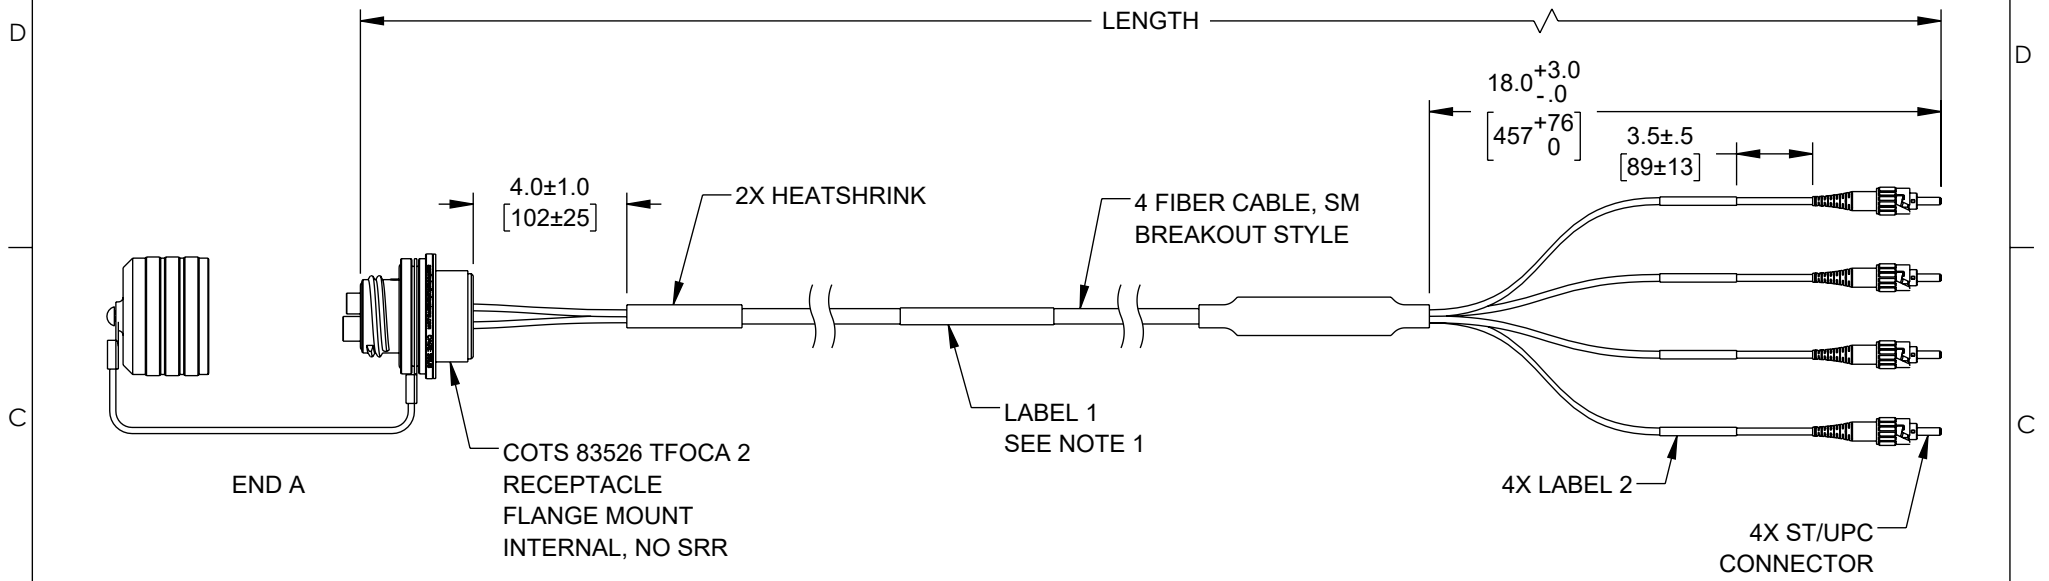 D
LENGTH
D
18.0 +3.0 -.0
[457 +76 0]
3.5±.5
[89±13]
4.0±1.0
[102±25]
2X HEATSHRINK
4 FIBER CABLE, SM
BREAKOUT STYLE
C
LABEL 1
SEE NOTE 1
C
COTS 83526 TFOCA 2
RECEPTACLE
FLANGE MOUNT
INTERNAL, NO SRR
END A
4X LABEL 2
4X ST/UPC
CONNECTOR